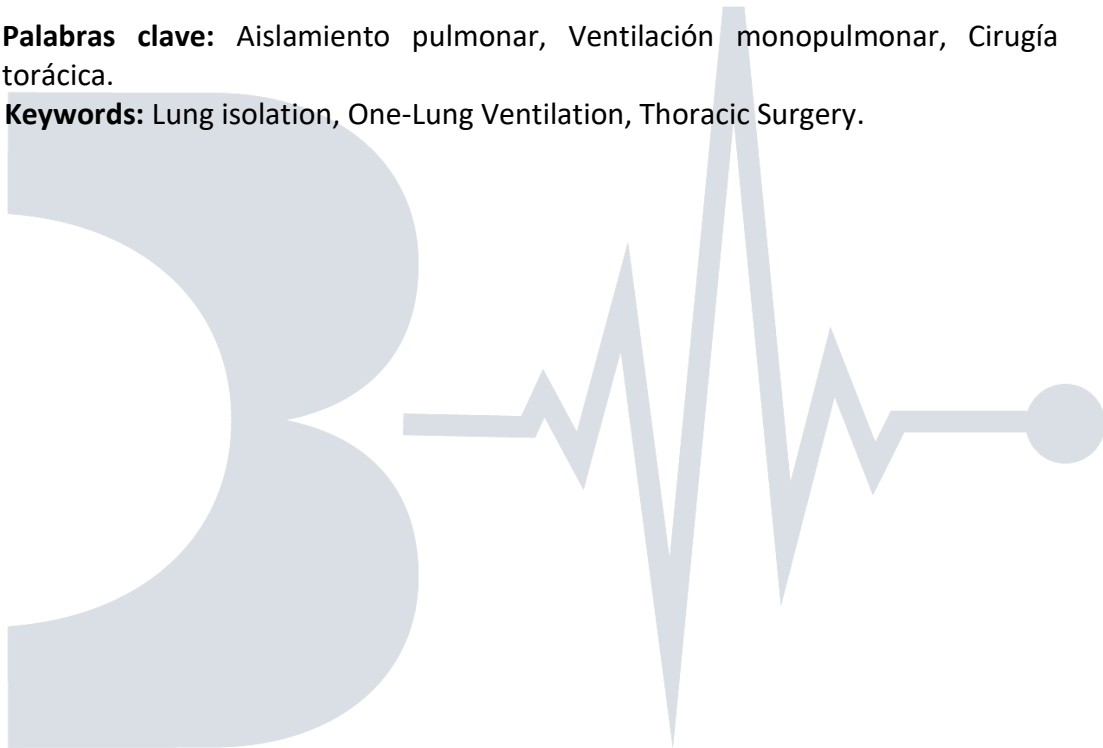 Palabras clave: Aislamiento pulmonar, Ventilación monopulmonar, Cirugía
torácica.
Keywords: Lung isolation, One-Lung Ventilation, Thoracic Surgery.